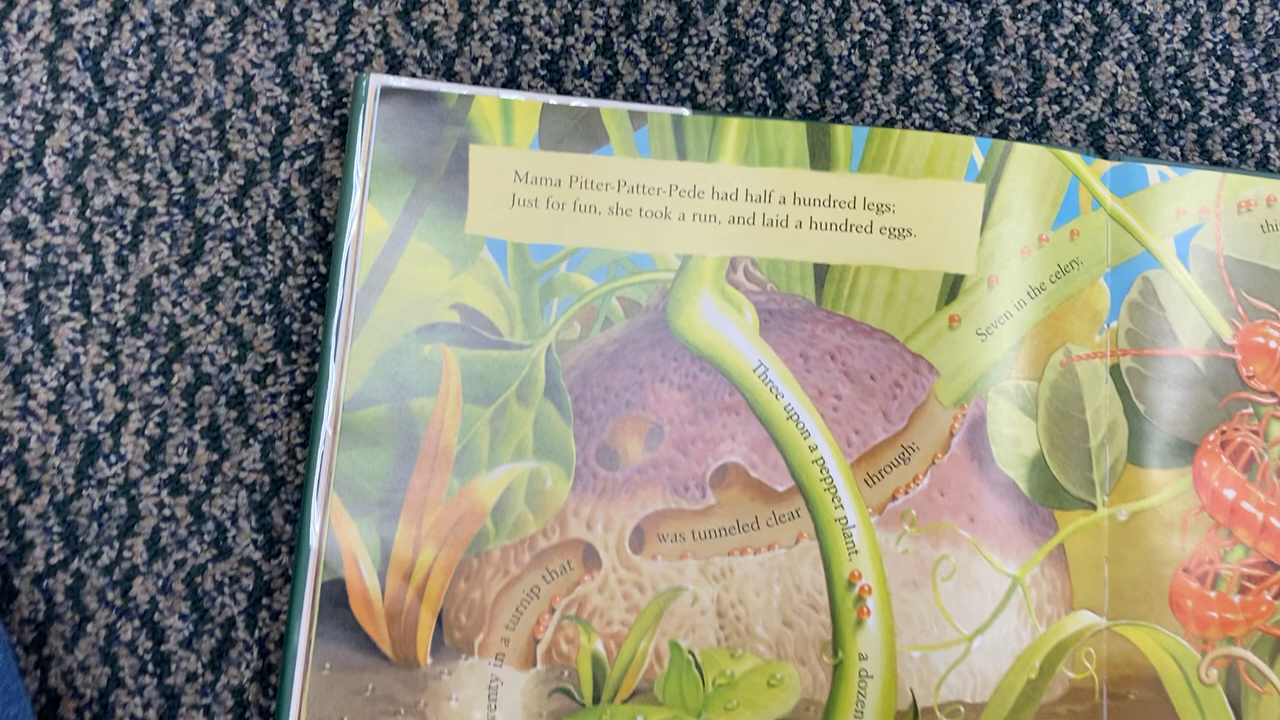 Mama Pitter-Patter-Pede had half a hundred legs;
Just for fun, she took a run, and laid a hundred eggs.
in a turnip that
was tunneled clear
through;
Three upon a pepper plant,
a dozen
Seven in the celery,